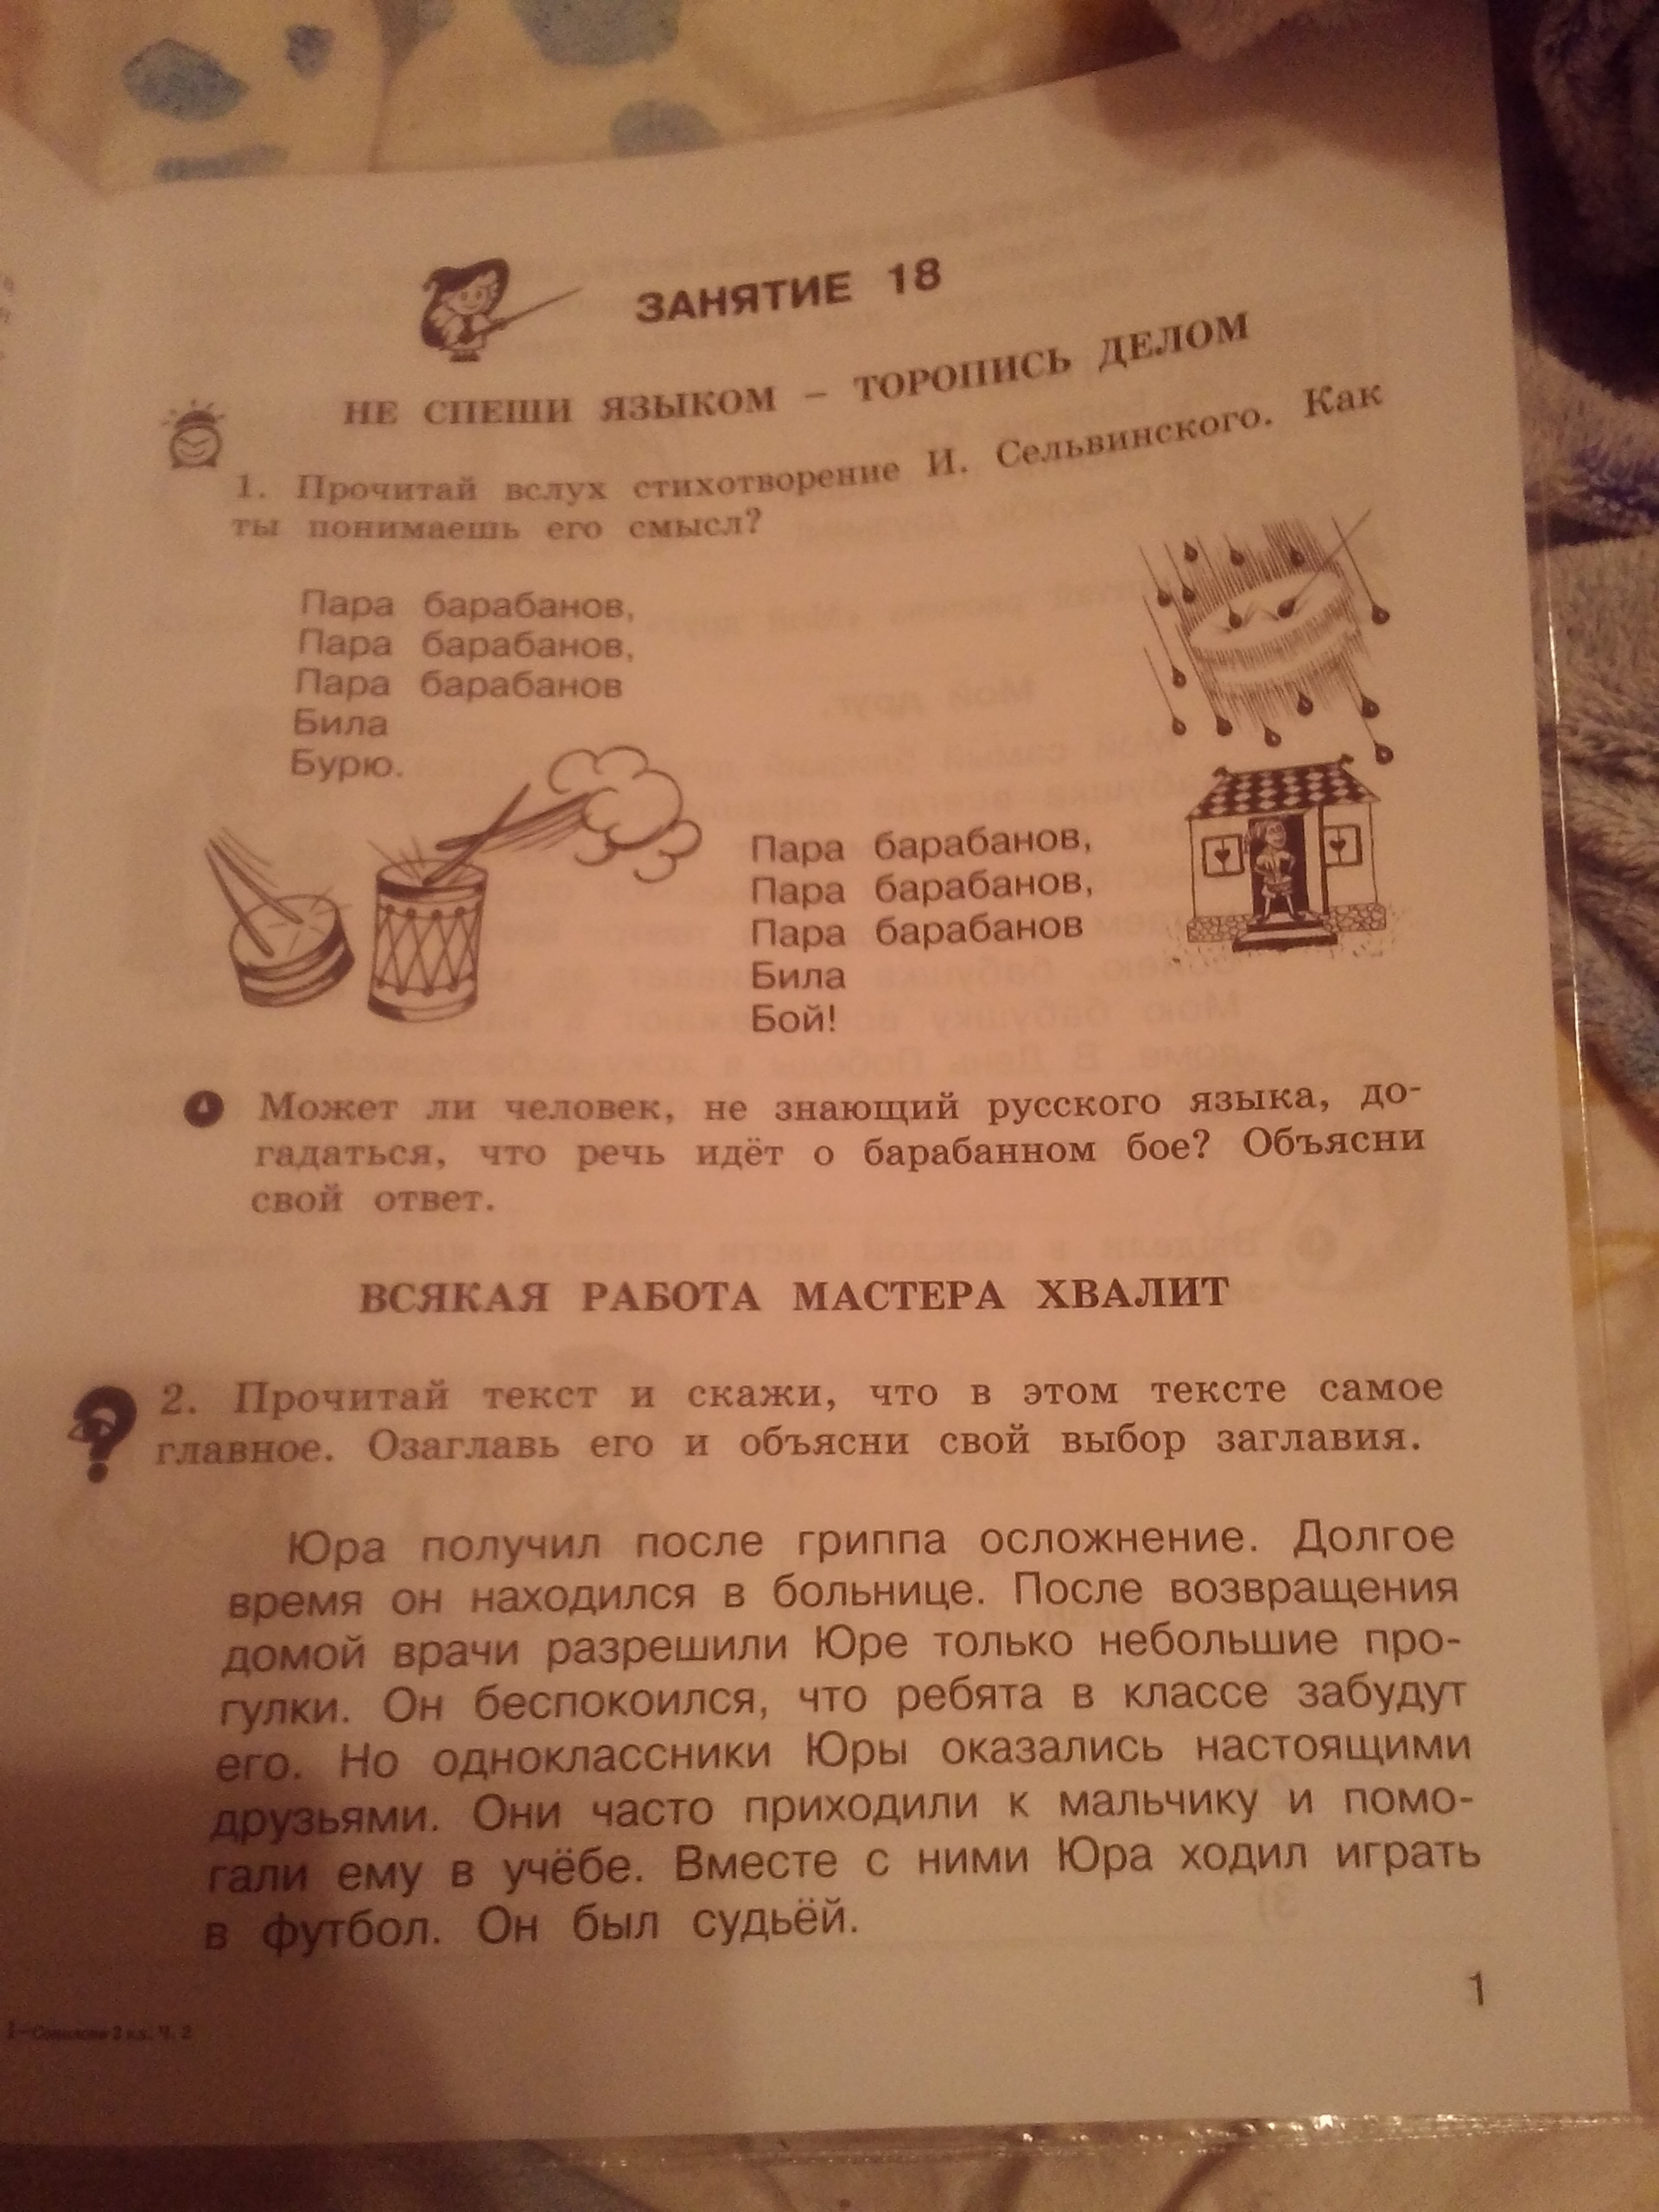 ЗАНЯТИЕ 18
НЕ СПЕШИ ЯЗЫКОМ – ТОРОПИСЬ ДЕЛОМ
1. Прочитай вслух стихотворение И. Сельвинского. Как
ты понимаешь его смысл?
Пара барабанов,
Пара барабанов,
Пара барабанов
Била
Бурю.
Пара барабанов,
Пара барабанов,
Пара барабанов
Била
Бой!
Может ли человек, не знающий русского языка, до-
гадаться, что речь идёт о барабанном бое? Объясни
свой ответ.
ВСЯКАЯ РАБОТА МАСТЕРА ХВАЛИТ
2. Прочитай текст и скажи, что в этом тексте самое
главное. Озаглавь его и объясни свой выбор заглавия.
Юра получил после гриппа осложнение. Долгое
время он находился в больнице. После возвращения
домой врачи разрешили Юре только небольшие про-
гулки. Он беспокоился, что ребята в классе забудут
его. Но одноклассники Юры оказались настоящими
друзьями. Они часто приходили к мальчику и помо-
гали ему в учёбе. Вместе с ними Юра ходил играть
в футбол. Он был судьёй.
1